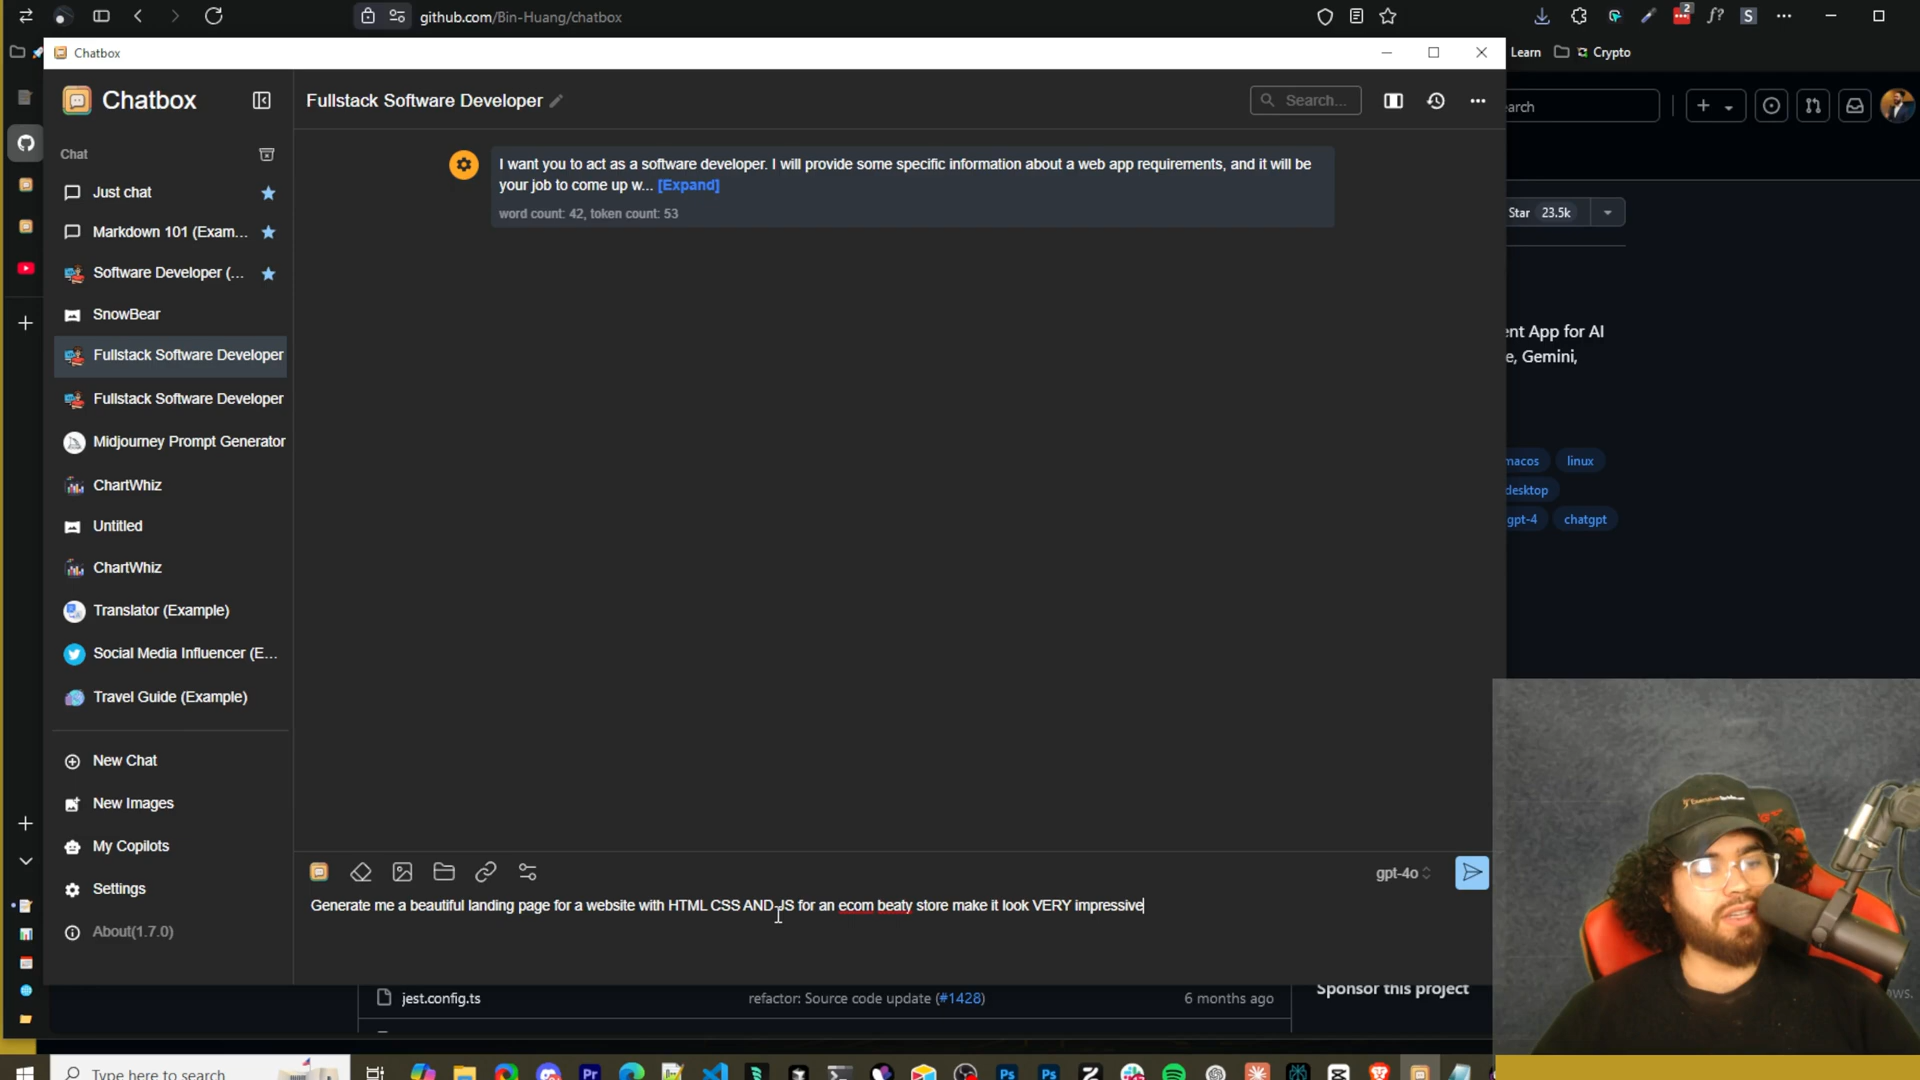 github.com/Bin-Huang/chatbox
2
f?
S
Chatbox
Learn
Crypto
Chatbox
Fullstack Software Developer
Search...
arch
Chat
I want you to act as a software developer. I will provide some specific information about a web app requirements, and it will be
your job to come up w... [Expand]
word count: 42, token count: 53
Just chat
Markdown 101 (Exam...
Software Developer (...
SnowBear
Fullstack Software Developer
Fullstack Software Developer
Midjourney Prompt Generator
ChartWhiz
Untitled
ChartWhiz
Translator (Example)
Social Media Influencer (E...
Travel Guide (Example)
New Chat
New Images
My Copilots
Settings
About(1.7.0)
Star 23.5k
ent App for AI
e, Gemini,
macos
linux
desktop
gpt-4
chatgpt
gpt-4o
Generate me a beautiful landing page for a website with HTML CSS AND JS for an ecom beaty store make it look VERY impressive
jest.config.ts
refactor: Source code update (#1428)
6 months ago
Sponsor this project
ws.
Type here to search
Pr
Ps
Ps